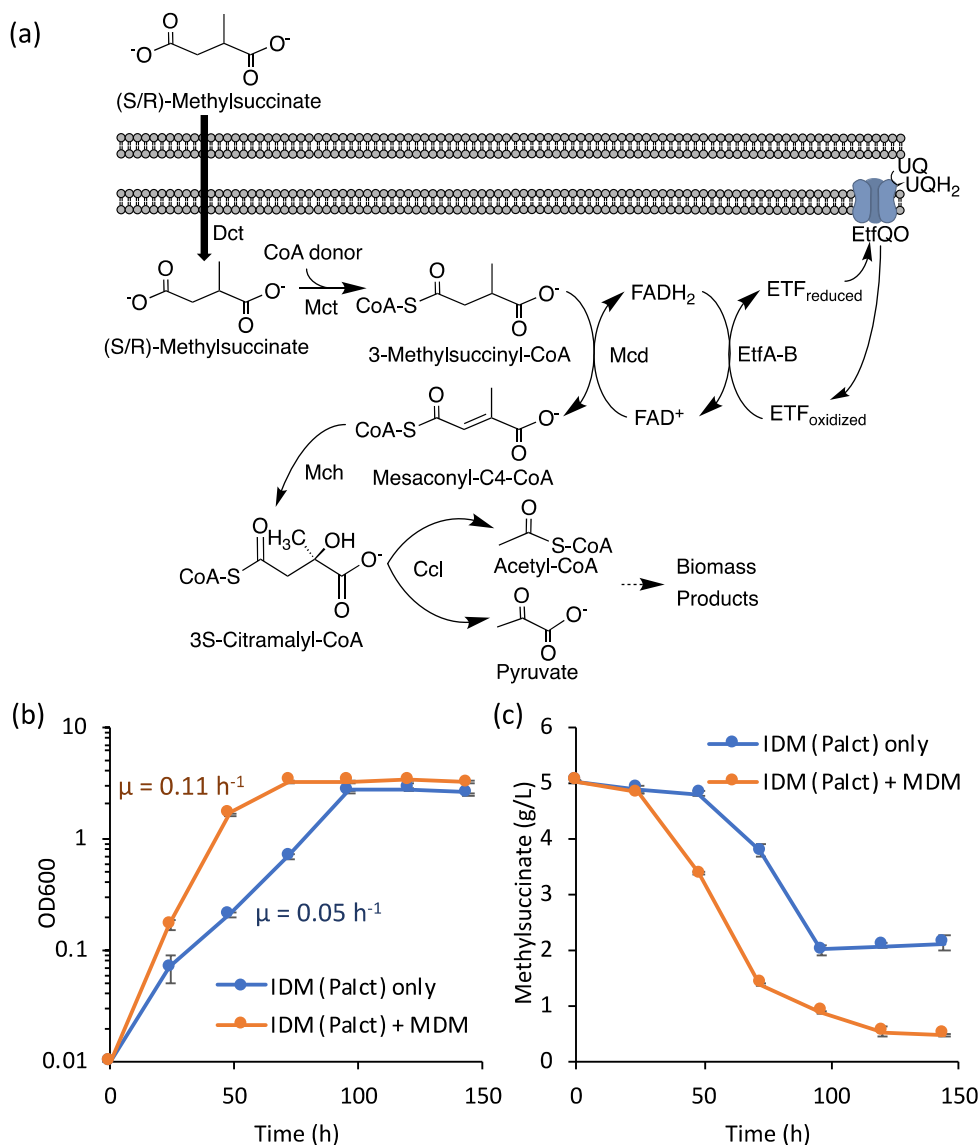 (a)
O
-O
O-
O
(S/R)-Methylsuccinate
UQ
UQH2
EtfQO
Dct
O
-O
O-
O
(S/R)-Methylsuccinate
CoA donor
Mct
O
CoA-S
O-
O
3-Methylsuccinyl-CoA
FADH2
Mcd
FAD+
ETFreduced
EtfA-B
ETFoxidized
O
CoA-S
O-
O
Mesaconyl-C4-CoA
Mch
O
H3C
OH
CoA-S
O-
O
3S-Citramalyl-CoA
Ccl
O
S-CoA
Acetyl-CoA
O
O-
O
Pyruvate
Biomass
Products
(b)
10
1
0.1
0.01
OD600
μ = 0.11 h-1
μ = 0.05 h-1
IDM (Palct) only
IDM (Palct) + MDM
0
50
100
150
Time (h)
(c)
6
5
4
3
2
1
0
Methylsuccinate (g/L)
IDM (Palct) only
IDM (Palct) + MDM
0
50
100
150
Time (h)